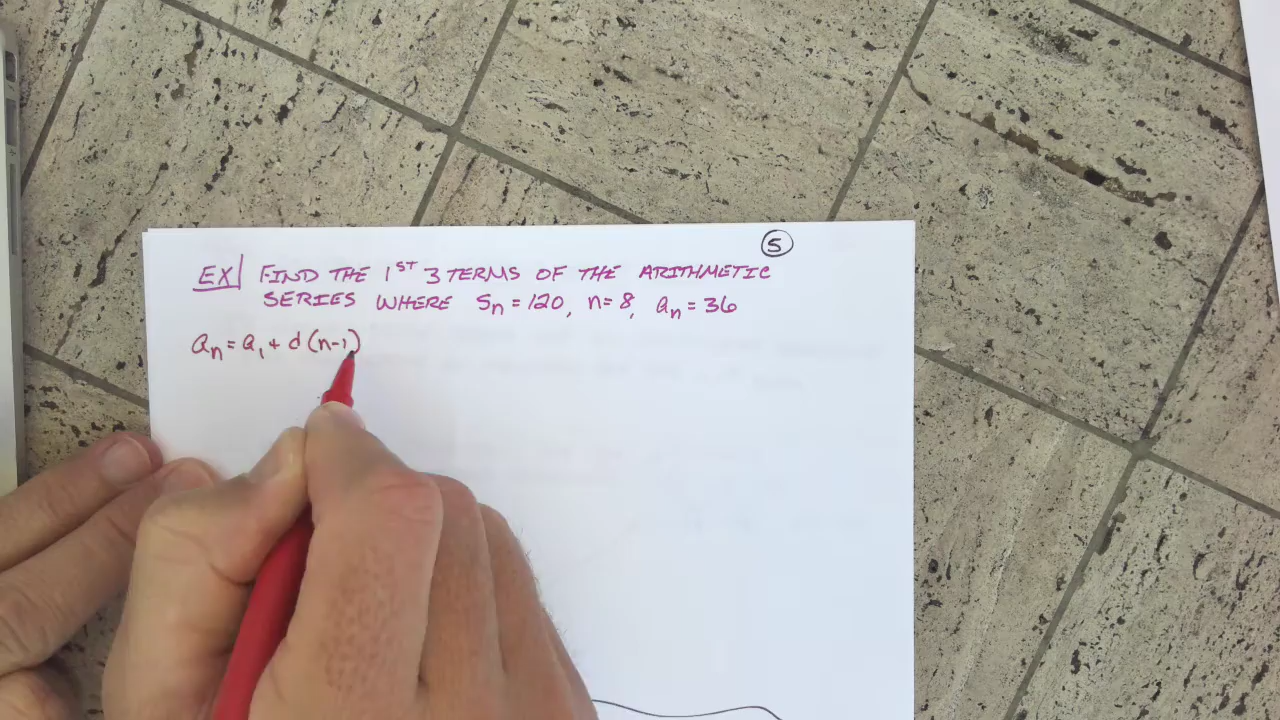 5
EX| FIND THE 1ST 3 TERMS OF THE ARITHMETIC
SERIES WHERE Sn = 120, n = 8, an = 36
an = a1 + d (n-1)